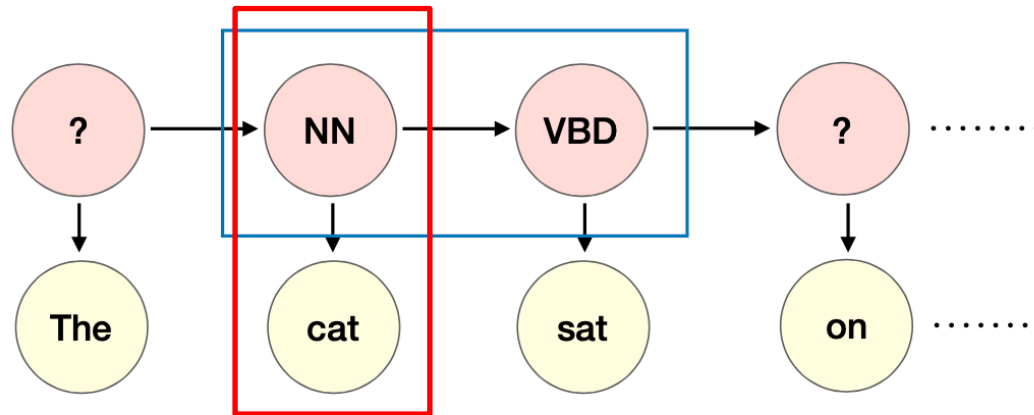 ? NN VBD ? .......
The cat sat on .......